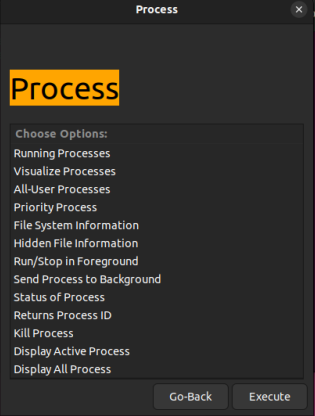 Process
Process
Choose Options:
Running Processes
Visualize Processes
All-User Processes
Priority Process
File System Information
Hidden File Information
Run/Stop in Foreground
Send Process to Background
Status of Process
Returns Process ID
Kill Process
Display Active Process
Display All Process
Go-Back Execute